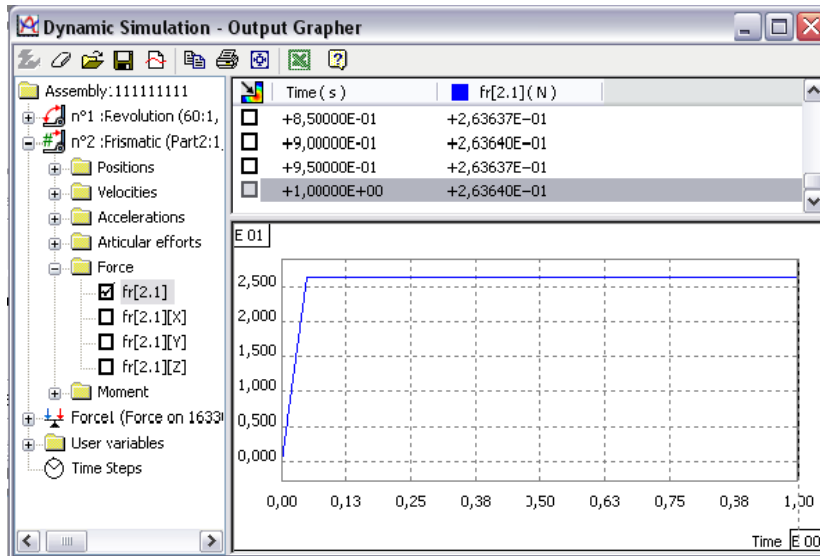 Dynamic Simulation - Output Grapher
Assembly:111111111
n°1 :Revolution (60:1,
n°2 :Frismatic (Part2:1
Positions
Velocities
Accelerations
Articular efforts
Force
fr[2.1]
fr[2.1][X]
fr[2.1][Y]
fr[2.1][Z]
Moment
Force1 (Force on 1633
User variables
Time Steps
Time ( s ) fr[2.1] ( N )
+8,50000E-01 +2,63637E-01
+9,00000E-01 +2,63640E-01
+9,50000E-01 +2,63637E-01
+1,00000E+00 +2,63640E-01
E 01
2,500
2,000
1,500
1,000
0,500
0,000
0,00 0,13 0,25 0,38 0,50 0,63 0,75 0,38 1,00
Time E 00